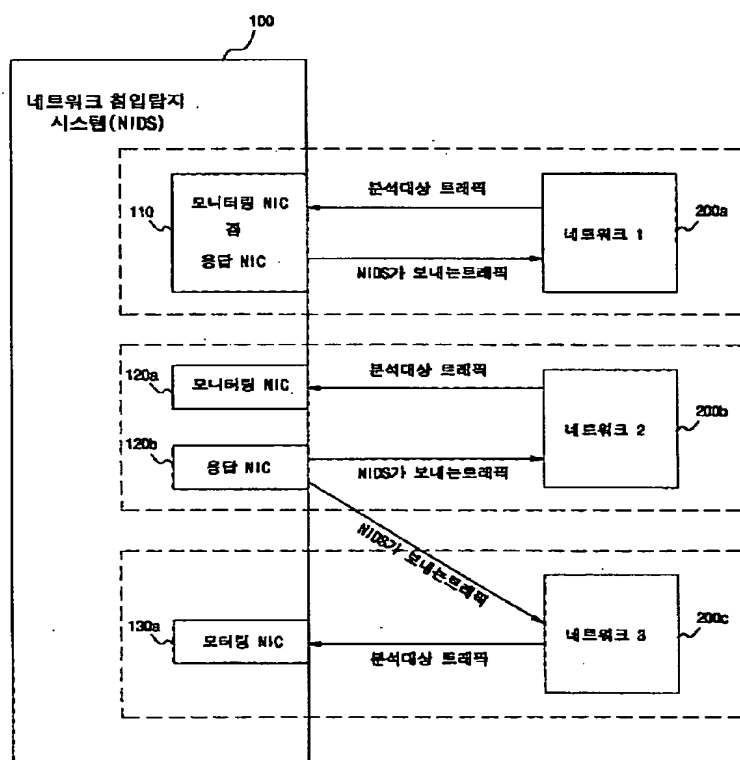 100
네트워크 침입탐지
시스템(NIDS)
110
모니터링 NIC
겸
응답 NIC
분석대상 트래픽
NIDS가 보내는트래픽
네트워크 1
200a
120a
모니터링 NIC
분석대상 트래픽
120b
응답 NIC
NIDS가 보내는트래픽
네트워크 2
200b
NIDS가 보내는트래픽
130a
모터링 NIC
분석대상 트래픽
네트워크 3
200c